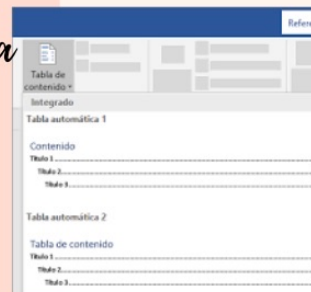 Refere
a
Tabla de
contenido
Integrado
Tabla automática 1
Contenido
Título 1
Título 2
Título 3
Tabla automática 2
Tabla de contenido
Título 1
Título 2
Título 3